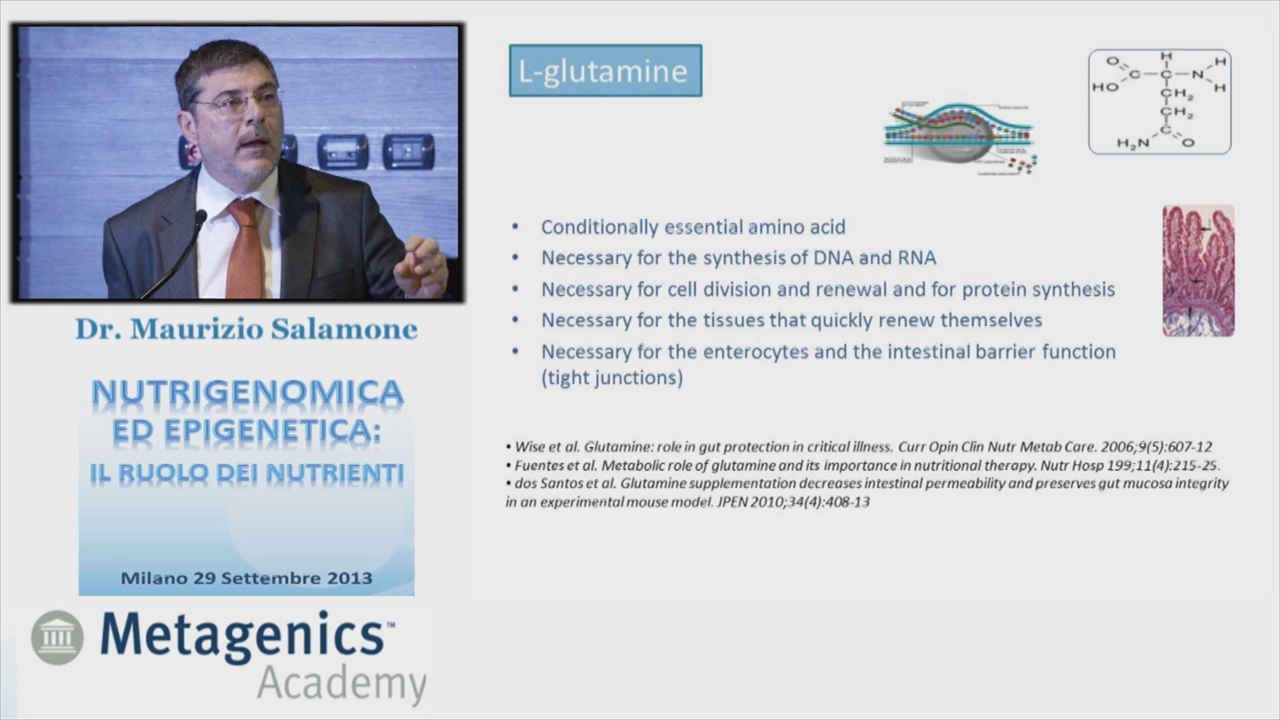 L-glutamine
H
O
C
C
N
H
HO
H
CH2
CH2
C
H2N
O
• Conditionally essential amino acid
• Necessary for the synthesis of DNA and RNA
• Necessary for cell division and renewal and for protein synthesis
• Necessary for the tissues that quickly renew themselves
• Necessary for the enterocytes and the intestinal barrier function
(tight junctions)
• Wise et al. Glutamine: role in gut protection in critical illness. Curr Opin Clin Nutr Metab Care. 2006;9(5):607-12
• Fuentes et al. Metabolic role of glutamine and its importance in nutritional therapy. Nutr Hosp 199;11(4):215-25.
• dos Santos et al. Glutamine supplementation decreases intestinal permeability and preserves gut mucosa integrity
in an experimental mouse model. JPEN 2010;34(4):408-13
Dr. Maurizio Salamone
NUTRIGENOMICA
ED EPIGENETICA:
IL RUOLO DEI NUTRIENTI
Milano 29 Settembre 2013
Metagenics™
Academy